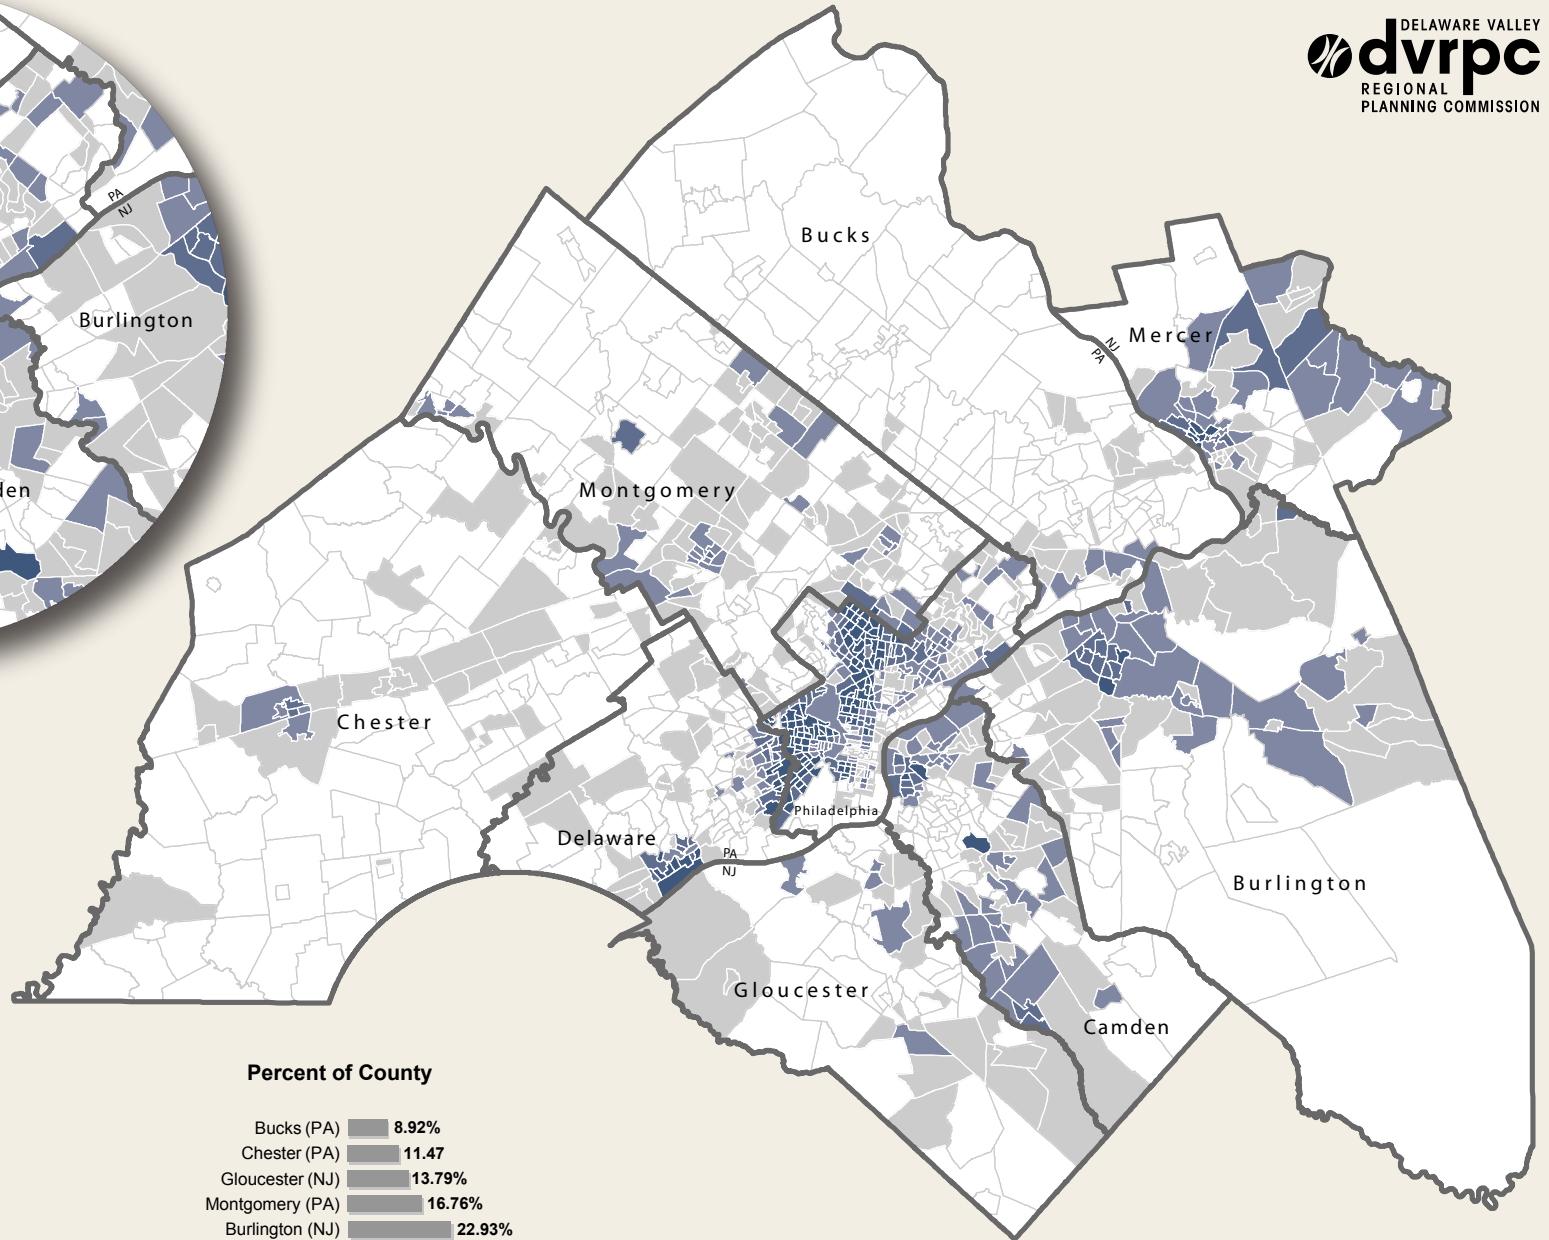 DELAWARE VALLEY
dvrpc
REGIONAL
PLANNING COMMISSION
PA
NJ
Burlington
den
Bucks
Mercer
NJ
PA
Montgomery
Chester
Philadelphia
Delaware
PA
NJ
Burlington
Gloucester
Camden
Percent of County
Bucks (PA) 8.92%
Chester (PA) 11.47
Gloucester (NJ) 13.79%
Montgomery (PA) 16.76%
Burlington (NJ) 22.93%